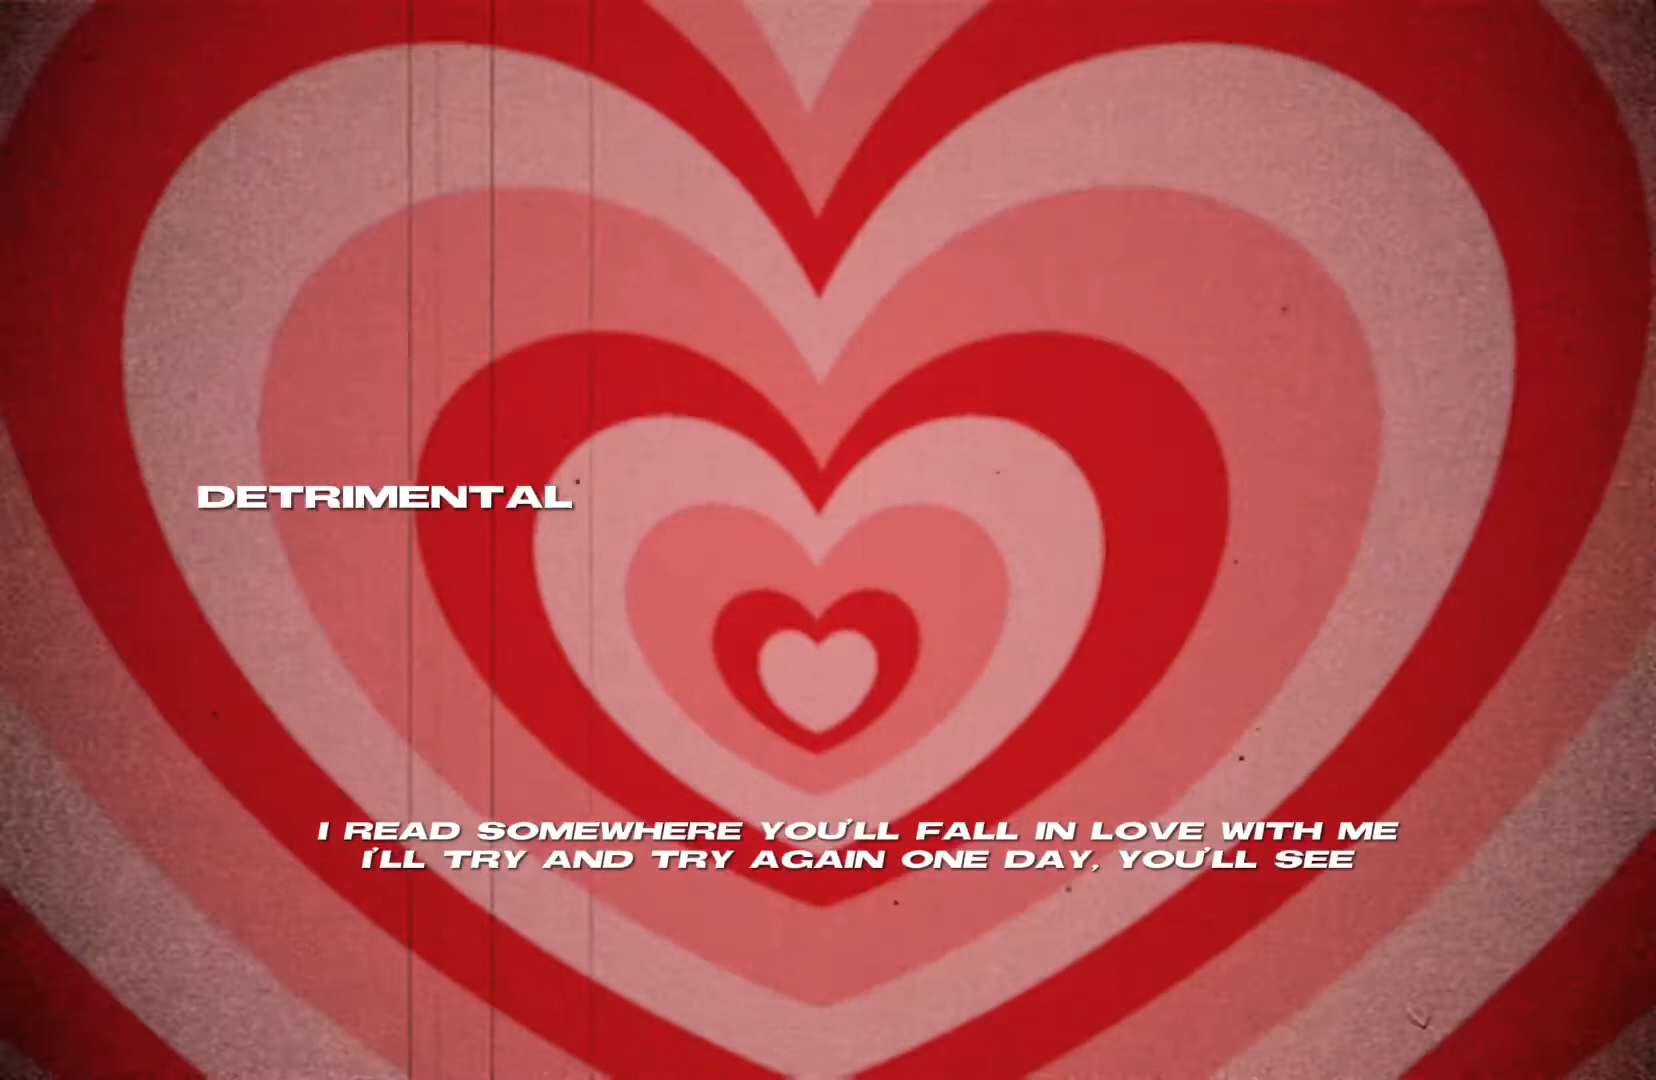 DETRIMENTAL
I READ SOMEWHERE YOU'LL FALL IN LOVE WITH ME
I'LL TRY AND TRY AGAIN ONE DAY, YOU'LL SEE